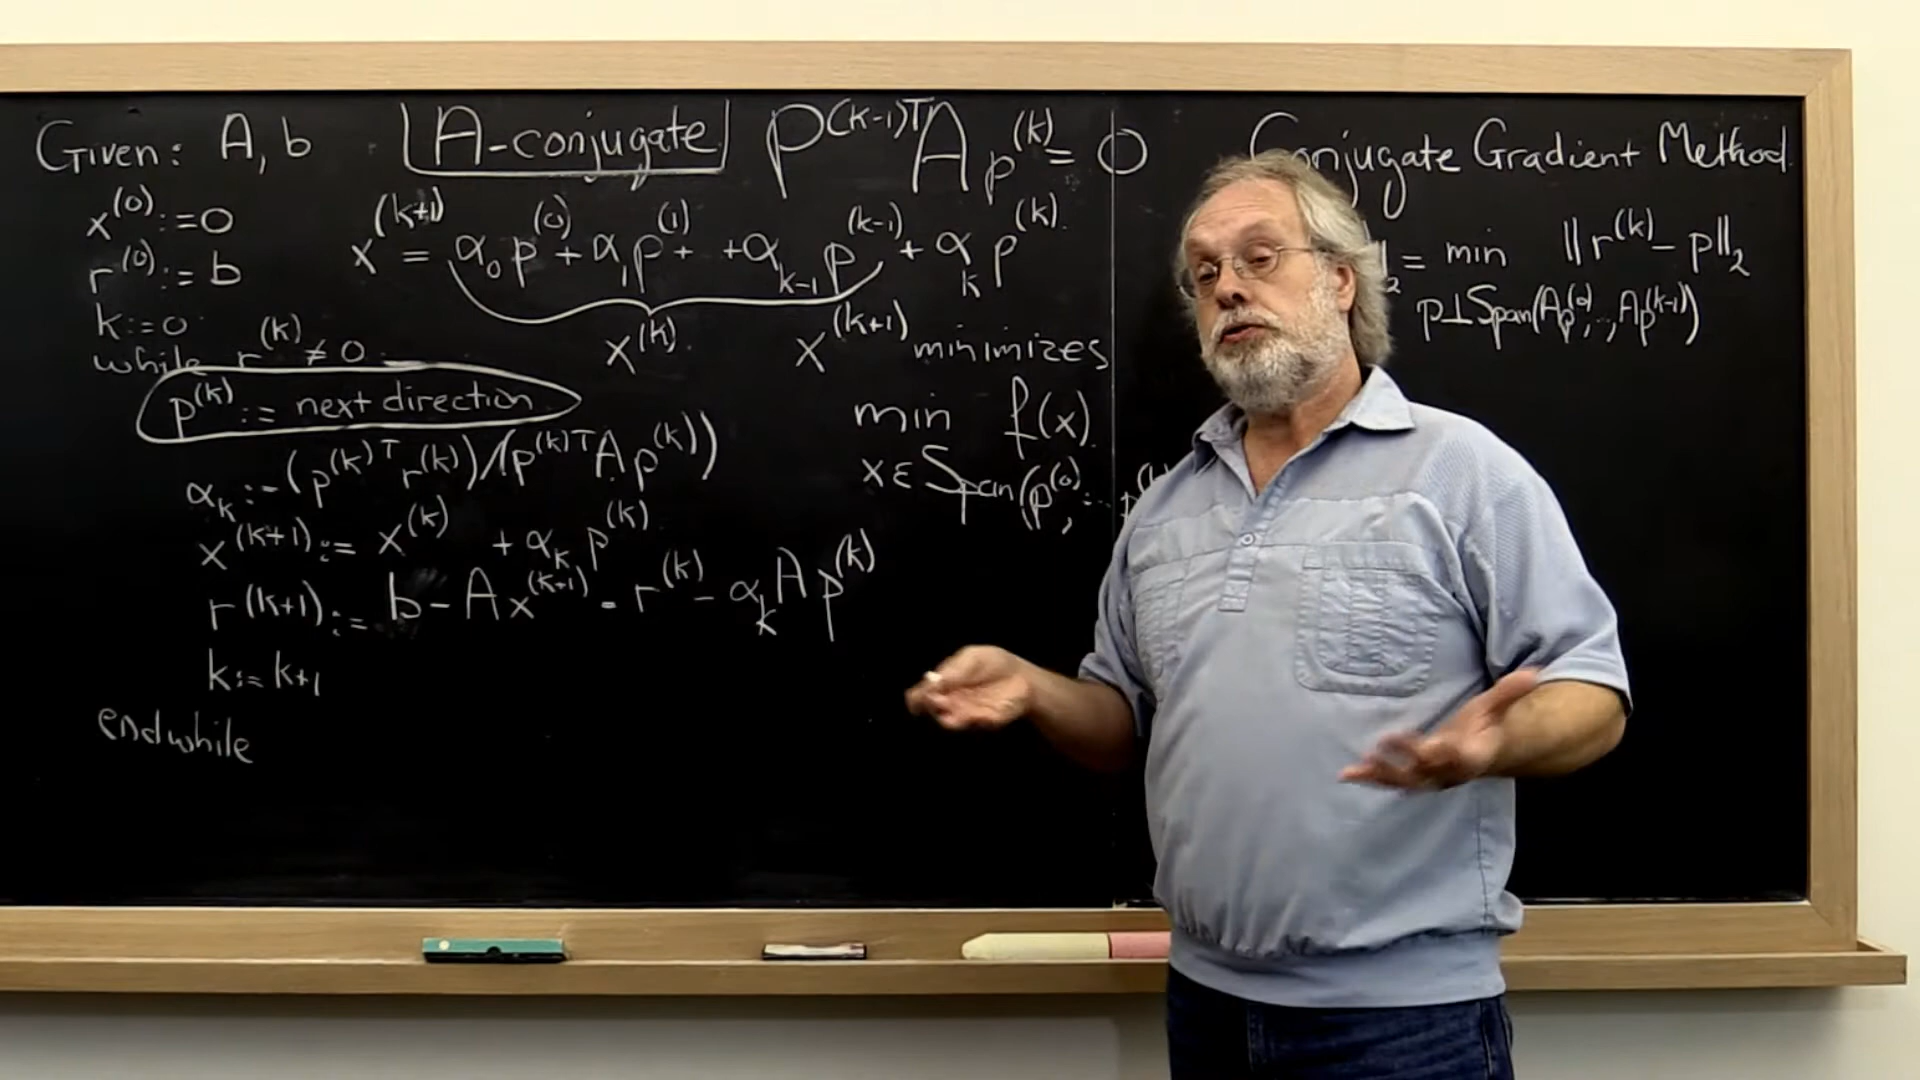 Given: A, b
x^(0) := 0
r^(0) := b
k := 0
while r^(k) ≠ 0
p^(k) := next direction
α_k := (p^(k)T r^(k)) / (p^(k)T A p^(k))
x^(k+1) := x^(k) + α_k p^(k)
r^(k+1) := b - A x^(k+1) = r^(k) - α_k A p^(k)
k := k+1
endwhile
A-conjugate P^(k-1)T A p^(k) = 0
x^(k+1) = α_0 p^(0) + α_1 p^(1) + + α_k-1 p^(k-1) + α_k p^(k)
x^(k) x^(k+1) minimizes
min f(x).
x ∈ Span(p^(0), ...
Conjugate Gradient Method
‖_2 = min ‖ r^(k) - p ‖_2
p ⊥ Span(Ap^(0), .., Ap^(k-1))